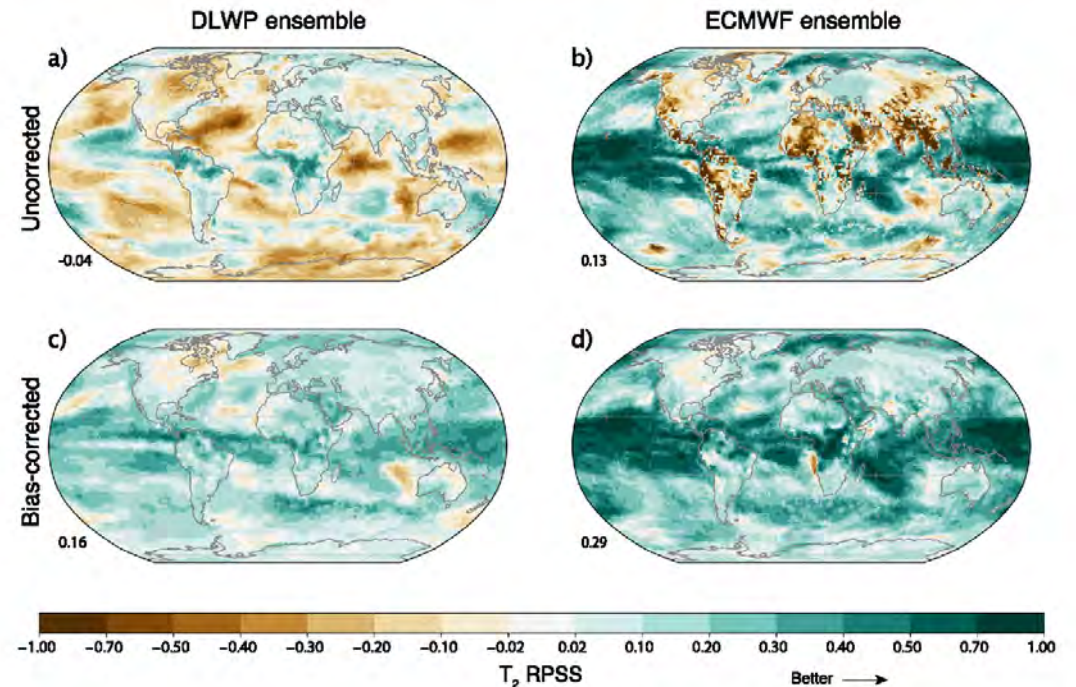 DLWP ensemble
ECMWF ensemble
Uncorrected
a)
b)
−0.04
0.13
Bias-corrected
c)
d)
0.16
0.29
−1.00 −0.70 −0.50 −0.40 −0.30 −0.20 −0.10 −0.02 0.02 0.10 0.20 0.30 0.40 0.50 0.70 1.00
T₂ RPSS
Better